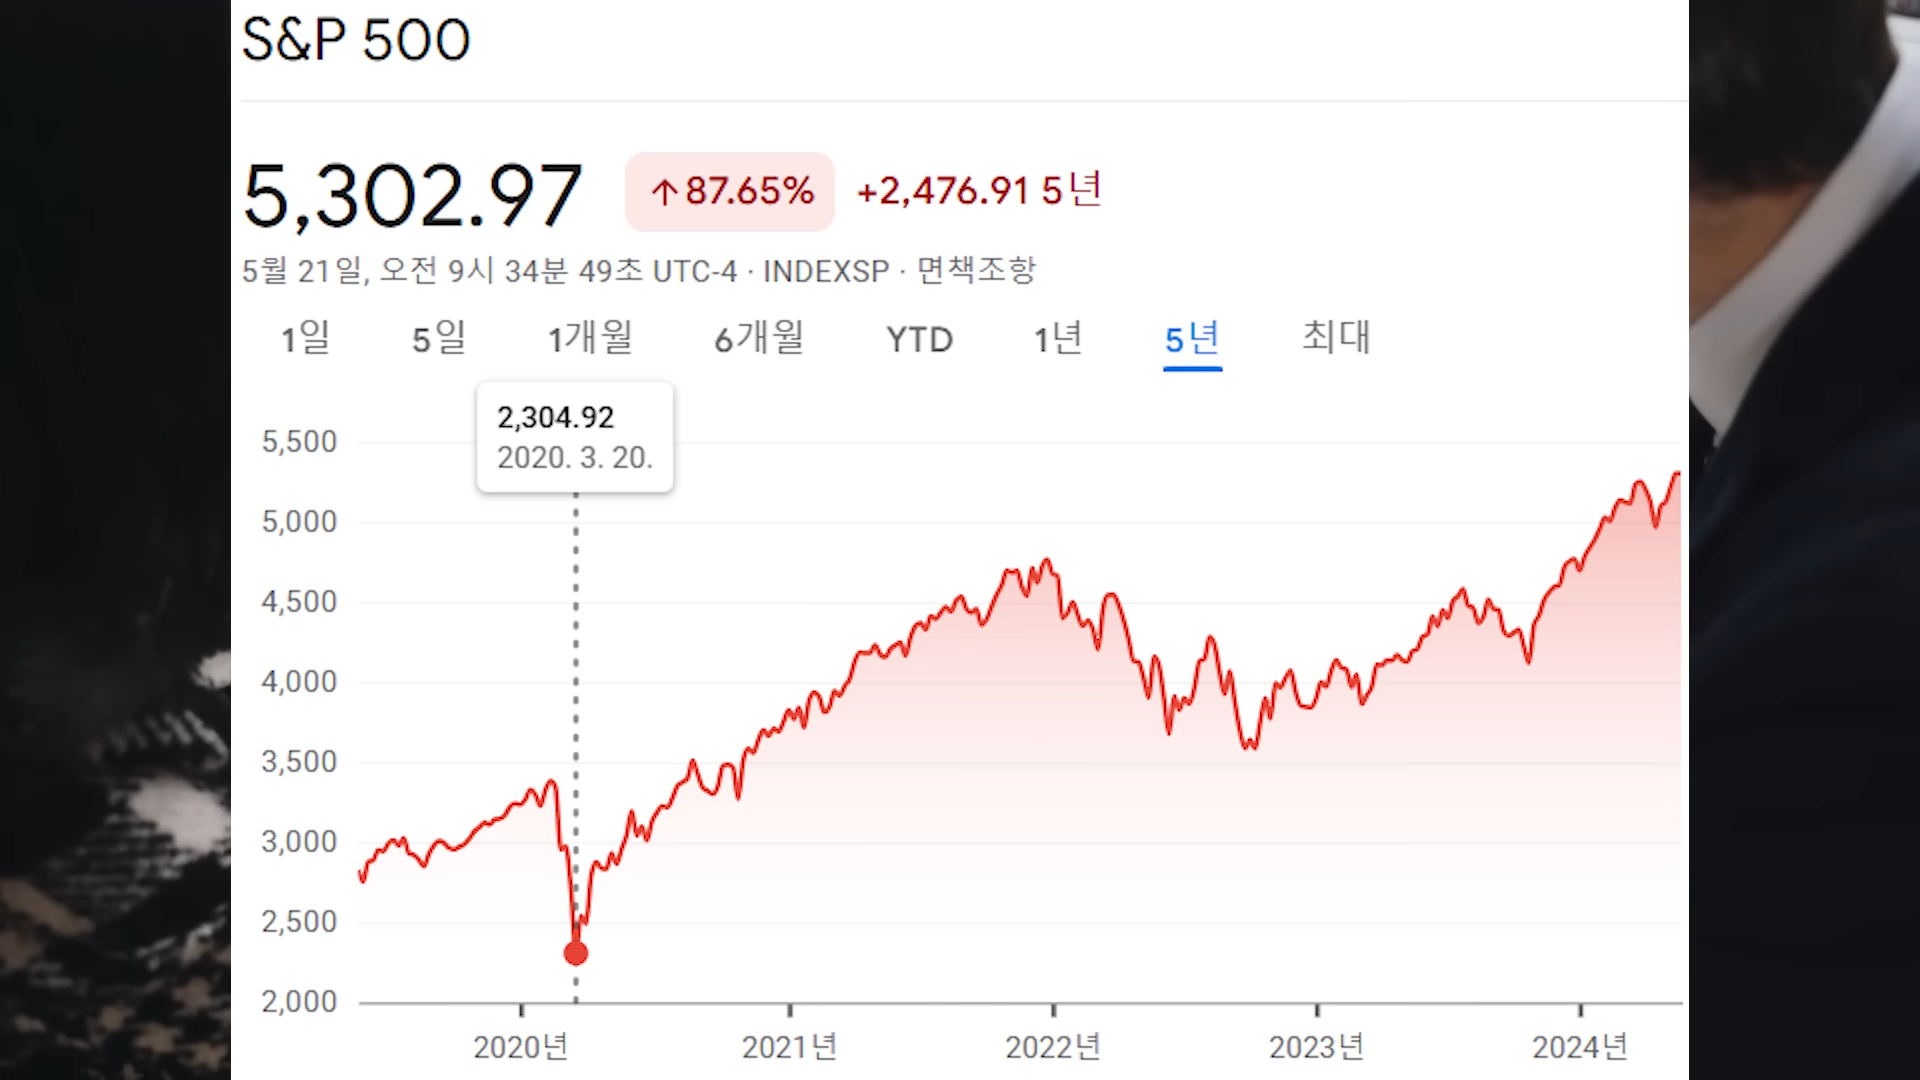 S&P 500
5,302.97 ↑87.65% +2,476.91 5년
5월 21일, 오전 9시 34분 49초 UTC-4 · INDEXSP · 면책조항
1일 5일 1개월 6개월 YTD 1년 5년 최대
2,304.92
2020. 3. 20.
5,500
5,000
4,500
4,000
3,500
3,000
2,500
2,000
2020년 2021년 2022년 2023년 2024년